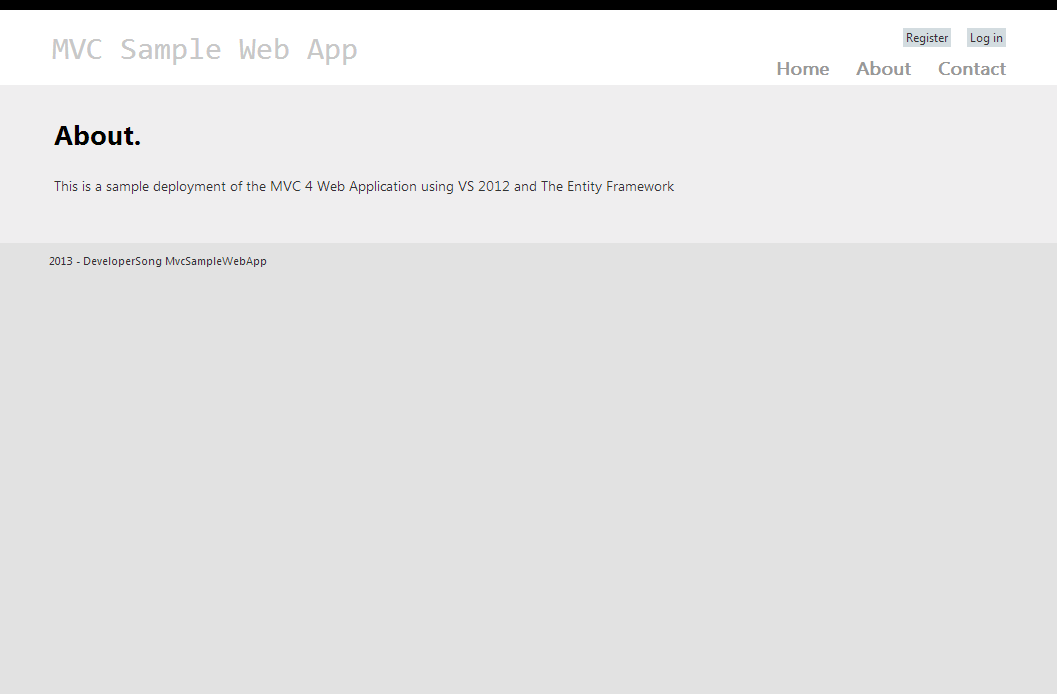 MVC Sample Web App
Register Log in
Home About Contact
About.
This is a sample deployment of the MVC 4 Web Application using VS 2012 and The Entity Framework
2013 - DeveloperSong MvcSampleWebApp